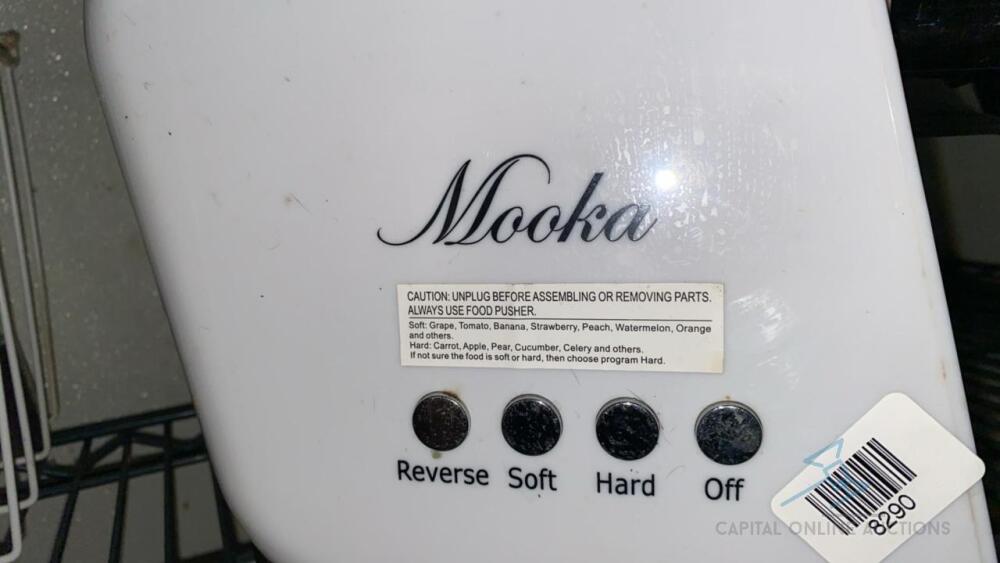 Mooka
CAUTION: UNPLUG BEFORE ASSEMBLING OR REMOVING PARTS.
ALWAYS USE FOOD PUSHER.
Soft: Grape, Tomato, Banana, Strawberry, Peach, Watermelon, Orange
and others.
Hard: Carrot, Apple, Pear, Cucumber, Celery and others.
If not sure the food is soft or hard, then choose program Hard.
Reverse Soft Hard Off
8290
CAPITAL ONLINE AUCTIONS